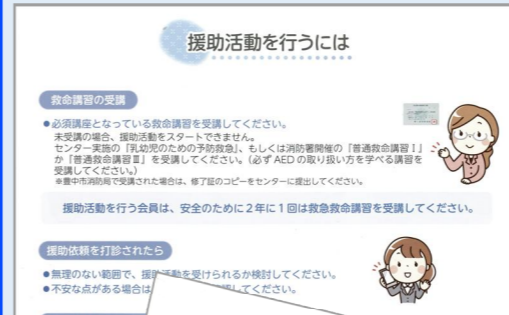 援助活動を行うには
救命講習の受講
●必須講座となっている救命講習を受講してください。
未受講の場合、援助活動をスタートできません。
センター実施の「乳幼児のための予防救急」、もしくは消防署開催の「普通救命講習Ⅰ」
か「普通救命講習Ⅲ」を受講してください。（必ず AED の取り扱い方を学べる講習を
受講してください。）
※豊中市消防局で受講された場合は、修了証のコピーをセンターに提出してください。
援助活動を行う会員は、安全のために２年に１回は救急救命講習を受講してください。
援助依頼を打診されたら
●無理のない範囲で、援助活動を受けられるか検討してください。
●不安な点がある場合は
してください。